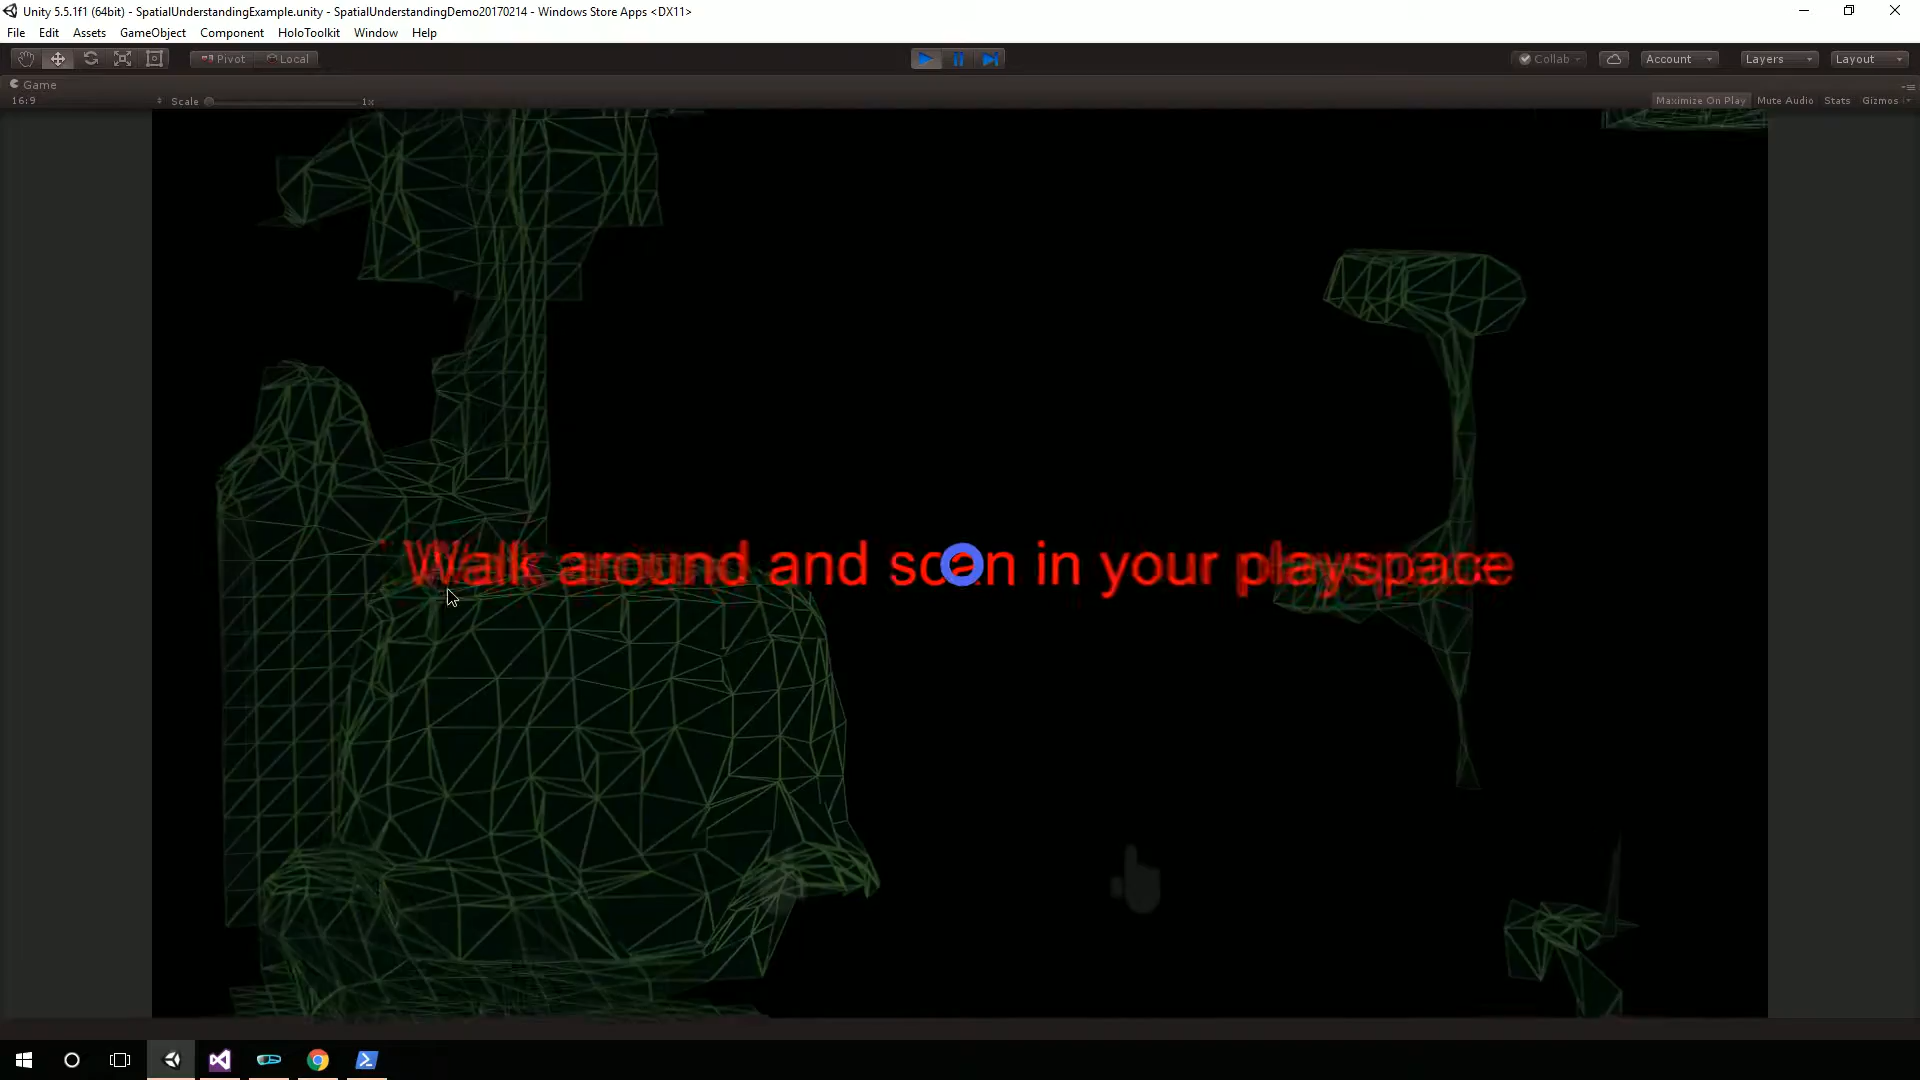 Unity 5.5.1f1 (64bit) - SpatialUnderstandingExample.unity - SpatialUnderstandingDemo20170214 - Windows Store Apps <DX11>
File Edit Assets GameObject Component HoloToolkit Window Help
Pivot Local Collab Account Layers Layout
Game
16:9 Scale 1x Maximize On Play Mute Audio Stats Gizmos
Walk around and scan in your playspace